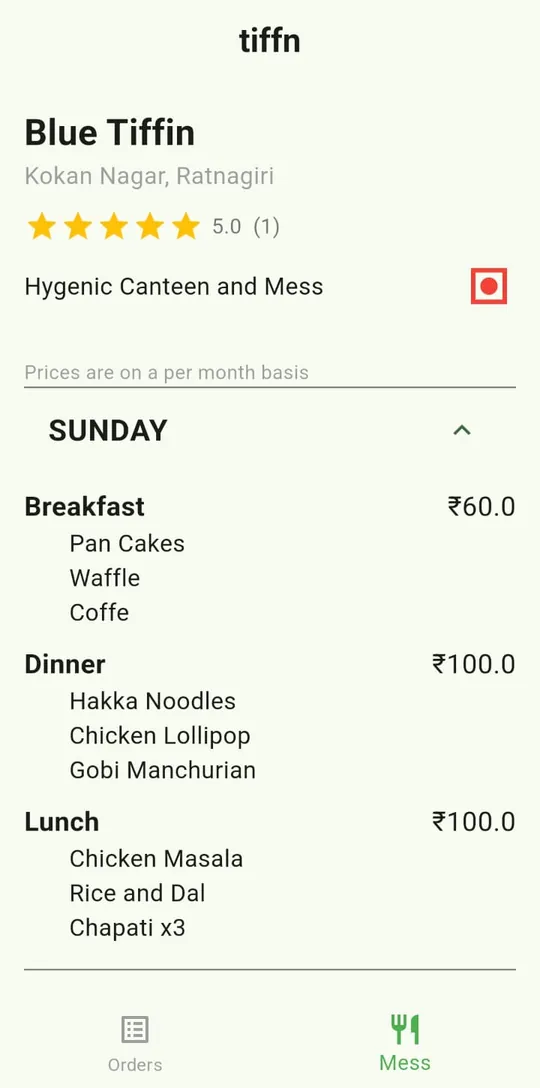 tiffn
Blue Tiffin
Kokan Nagar, Ratnagiri
5.0 (1)
Hygenic Canteen and Mess
Prices are on a per month basis
SUNDAY
Breakfast ₹60.0
Pan Cakes
Waffle
Coffe
Dinner ₹100.0
Hakka Noodles
Chicken Lollipop
Gobi Manchurian
Lunch ₹100.0
Chicken Masala
Rice and Dal
Chapati x3
Orders Mess